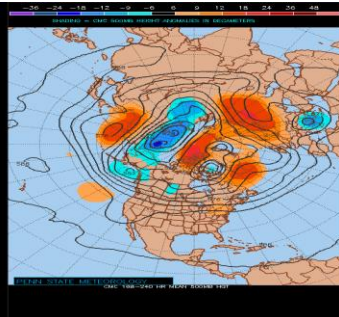 -36 -24 -18 -12 -9 -6 6 9 12 18 24 36 48
SHADING = CMC 500MB HEIGHT ANOMALIES IN DECAMETERS
PENN STATE METEOROLOGY
CMC 168-240 HR MEAN 500MB HGT